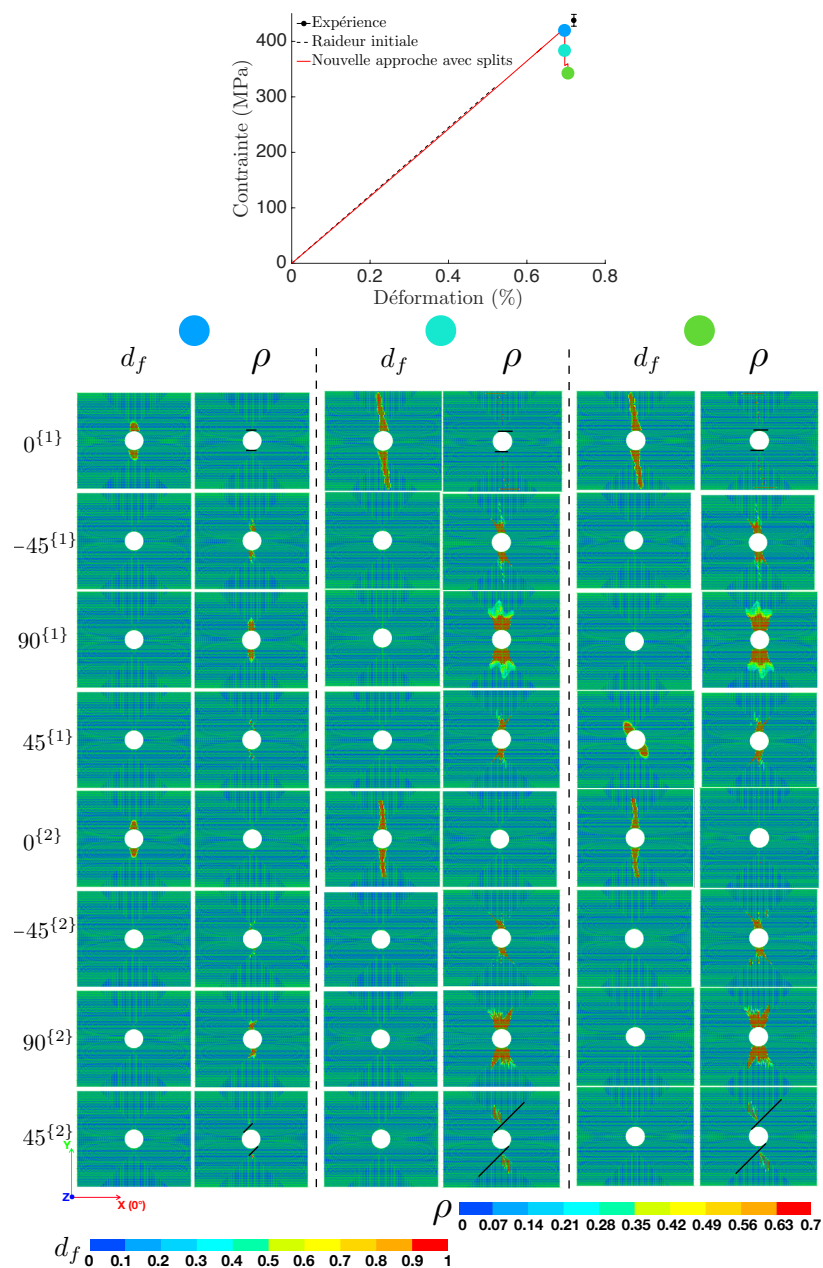 Expérience
Raideur initiale
Nouvelle approche avec splits
Contrainte (MPa)
400
300
200
100
0
0 0.2 0.4 0.6 0.8
Déformation (%)
d_f ρ d_f ρ d_f ρ
0^{1}
−45^{1}
90^{1}
45^{1}
0^{2}
−45^{2}
90^{2}
45^{2}
Y
Z X (0°)
ρ 0 0.07 0.14 0.21 0.28 0.35 0.42 0.49 0.56 0.63 0.7
d_f 0 0.1 0.2 0.3 0.4 0.5 0.6 0.7 0.8 0.9 1